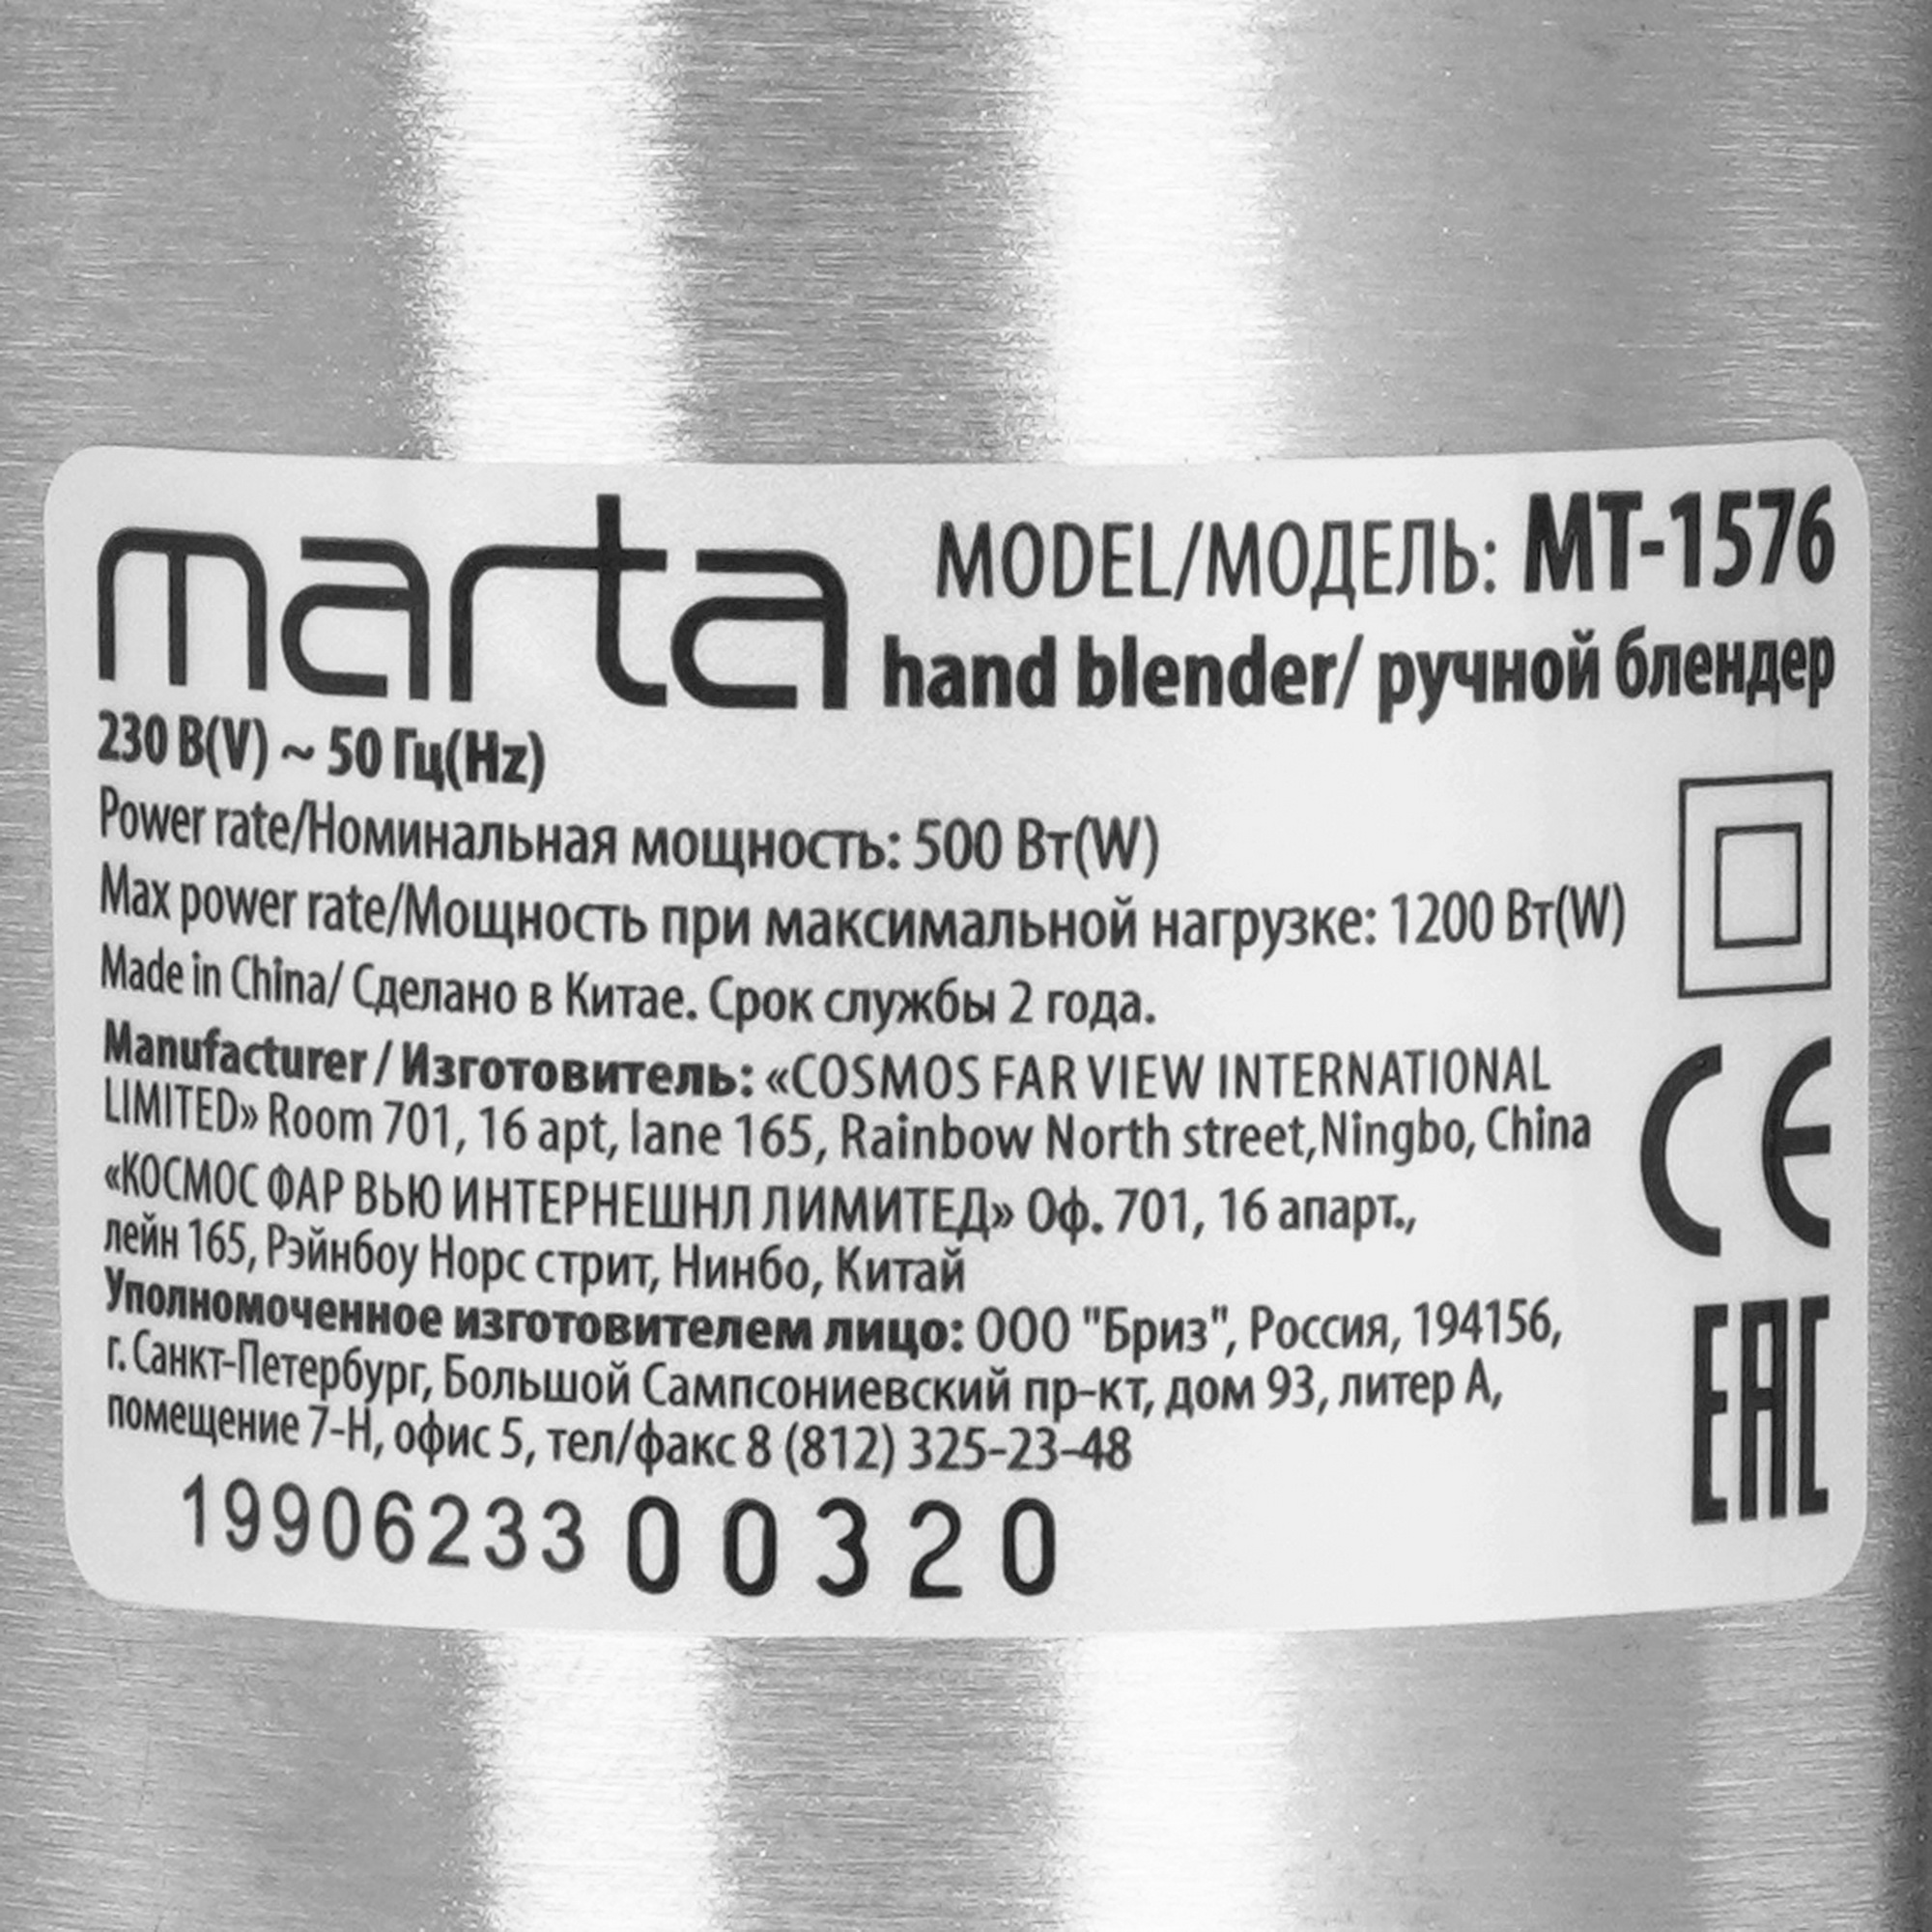 marta
MODEL/МОДЕЛЬ: MT-1576
hand blender/ ручной блендер
230 В(V) ~ 50 Гц(Hz)
Power rate/Номинальная мощность: 500 Вт(W)
Max power rate/Мощность при максимальной нагрузке: 1200 Вт(W)
Made in China/ Сделано в Китае. Срок службы 2 года.
Manufacturer / Изготовитель: «COSMOS FAR VIEW INTERNATIONAL
LIMITED» Room 701, 16 apt, lane 165, Rainbow North street,Ningbo, China
«КОСМОС ФАР ВЬЮ ИНТЕРНЕШНЛ ЛИМИТЕД» Оф. 701, 16 апарт.,
лейн 165, Рэйнбоу Норс стрит, Нинбо, Китай
Уполномоченное изготовителем лицо: ООО "Бриз", Россия, 194156,
г. Санкт-Петербург, Большой Сампсониевский пр-кт, дом 93, литер А,
помещение 7-Н, офис 5, тел/факс 8 (812) 325-23-48
CE
EAC
19906233 00320